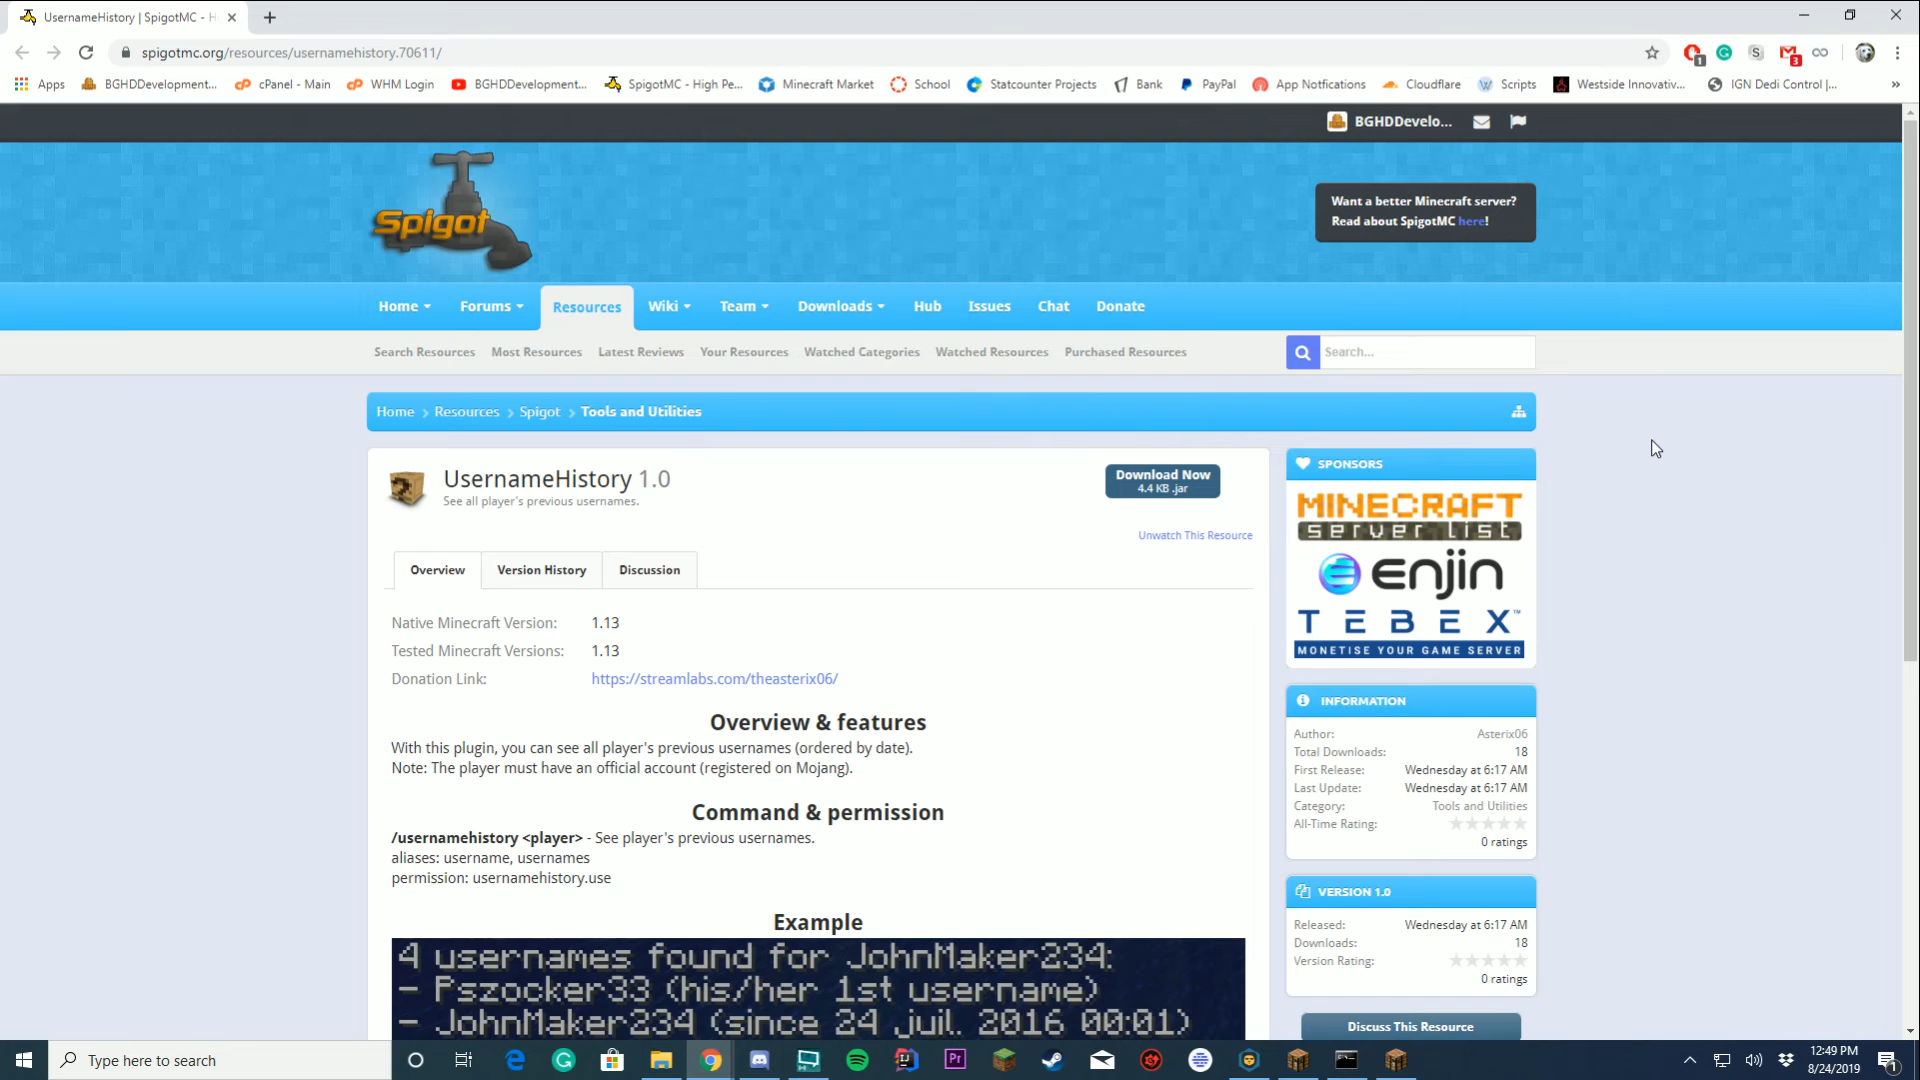 UsernameHistory | SpigotMC - H
spigotmc.org/resources/usernamehistory.70611/
1
S
3
Apps
BGHDDevelopment...
cPanel - Main
WHM Login
BGHDDevelopment...
SpigotMC - High Pe...
Minecraft Market
School
Statcounter Projects
Bank
PayPal
App Notfications
Cloudflare
Scripts
Westside Innovativ...
IGN Dedi Control |...
»
BGHDDevelo...
Spigot
Want a better Minecraft server?
Read about SpigotMC here!
Home
Forums
Resources
Wiki
Team
Downloads
Hub
Issues
Chat
Donate
Search Resources
Most Resources
Latest Reviews
Your Resources
Watched Categories
Watched Resources
Purchased Resources
Search...
Home
Resources
Spigot
Tools and Utilities
UsernameHistory 1.0
See all player's previous usernames.
Download Now
4.4 KB .jar
Unwatch This Resource
Overview
Version History
Discussion
Native Minecraft Version: 1.13
Tested Minecraft Versions: 1.13
Donation Link: https://streamlabs.com/theasterix06/
Overview & features
With this plugin, you can see all player's previous usernames (ordered by date).
Note: The player must have an official account (registered on Mojang).
Command & permission
/usernamehistory <player> - See player's previous usernames.
aliases: username, usernames
permission: usernamehistory.use
Example
4 usernames found for JohnMaker234:
- Pszocker33 (his/her 1st username)
- JohnMaker234 (since 24 juil. 2016 00:01)
SPONSORS
MINECRAFT
server list
enjin
TEBEX™
MONETISE YOUR GAME SERVER
INFORMATION
Author: Asterix06
Total Downloads: 18
First Release: Wednesday at 6:17 AM
Last Update: Wednesday at 6:17 AM
Category: Tools and Utilities
All-Time Rating:
0 ratings
VERSION 1.0
Released: Wednesday at 6:17 AM
Downloads: 18
Version Rating:
0 ratings
Discuss This Resource
Type here to search
Pr
12:49 PM
8/24/2019
1